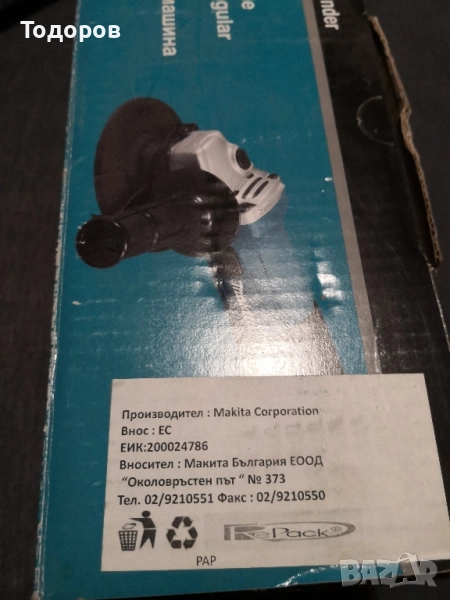 Тодоров
nder
gular
машина
Производител : Makita Corporation
Внос : ЕС
ЕИК:200024786
Вносител : Макита България ЕООД
“Околовръстен път “ № 373
Тел. 02/9210551 Факс : 02/9210550
RePack®
PAP
BAZAR